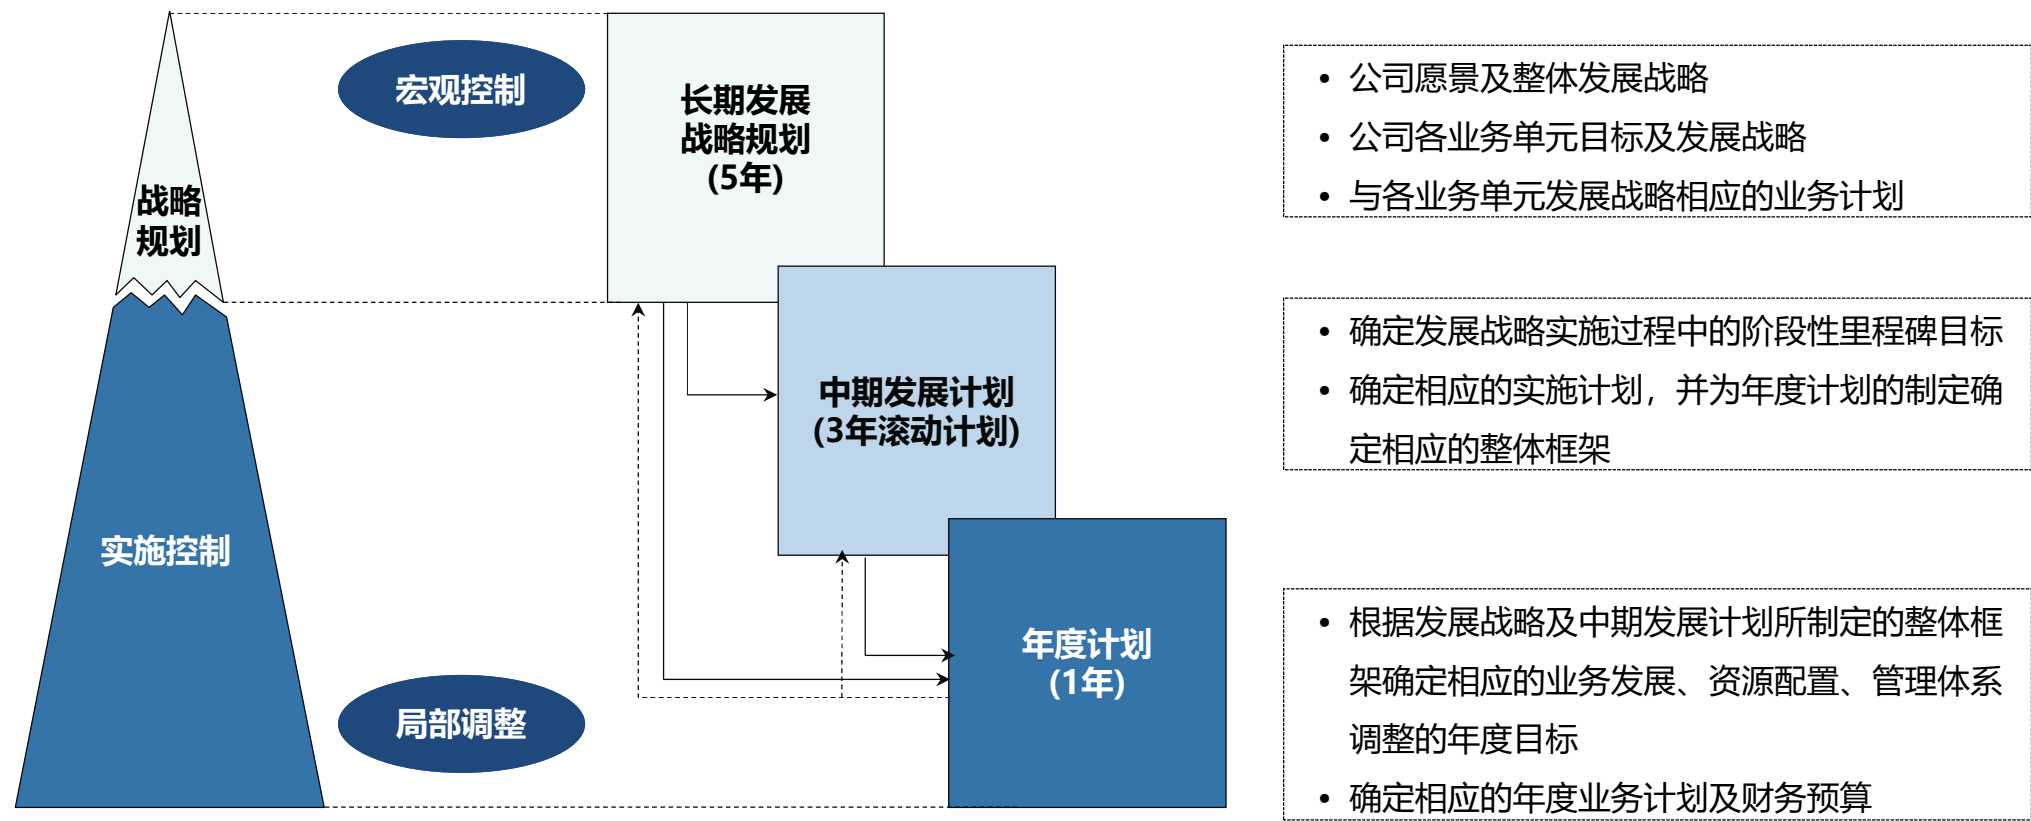 战略
规划
实施控制
宏观控制
局部调整
长期发展
战略规划
(5年)
中期发展计划
(3年滚动计划)
年度计划
(1年)
• 公司愿景及整体发展战略
• 公司各业务单元目标及发展战略
• 与各业务单元发展战略相应的业务计划
• 确定发展战略实施过程中的阶段性里程碑目标
• 确定相应的实施计划，并为年度计划的制定确
定相应的整体框架
• 根据发展战略及中期发展计划所制定的整体框
架确定相应的业务发展、资源配置、管理体系
调整的年度目标
• 确定相应的年度业务计划及财务预算